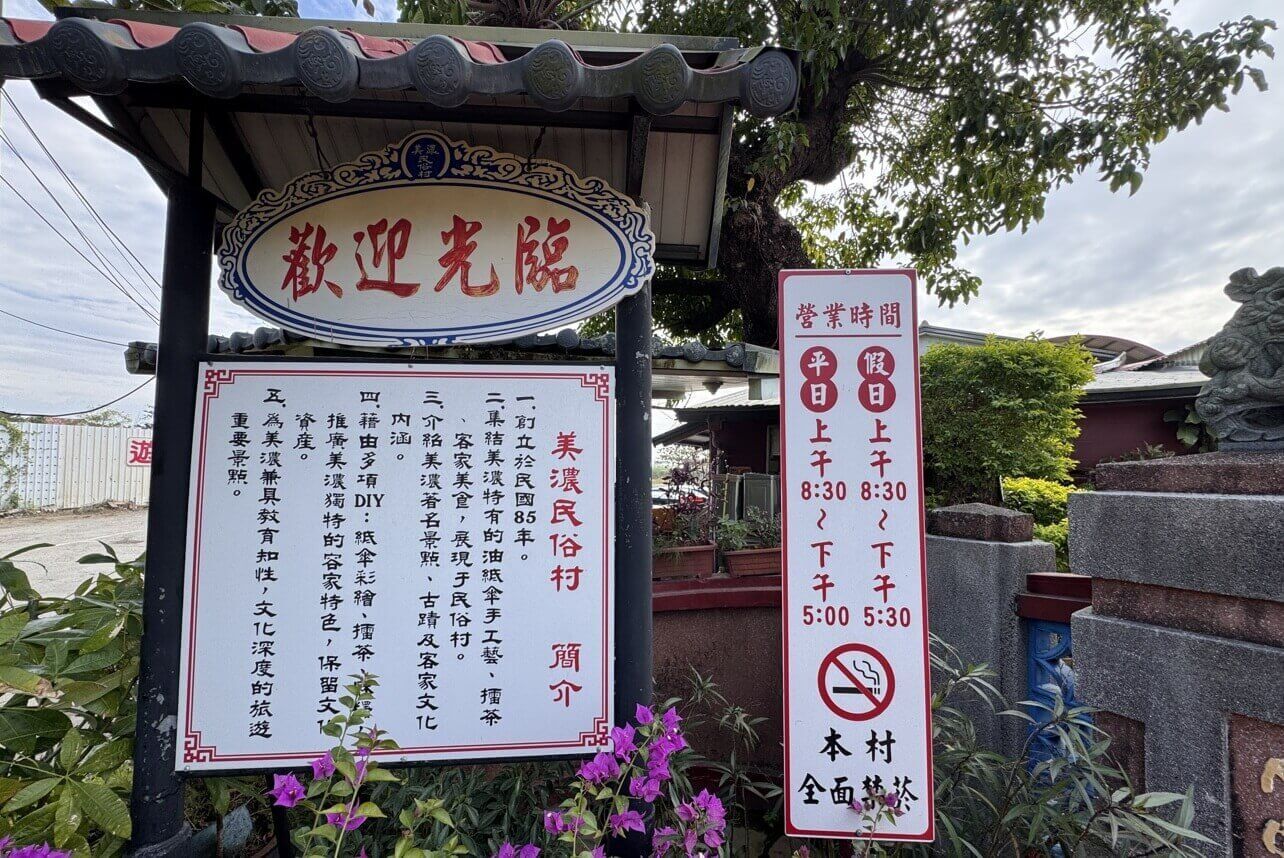 美濃民俗村
歡迎光臨
美濃民俗村 簡介
一.創立於民國85年。
二.集結美濃特有的油紙傘手工藝、擂茶
、客家美食,展現于民俗村。
三.介紹美濃著名景點、古蹟及客家文化
內涵。
四.藉由多項DIY:紙傘彩繪、擂茶
推廣美濃獨特的客家特色,保留文化
資產。
五.為美濃兼具教育知性,文化深度的旅遊
重要景點。
營業時間
平日上午8:30～下午5:00
假日上午8:30～下午5:30
本村
全面禁菸
遊